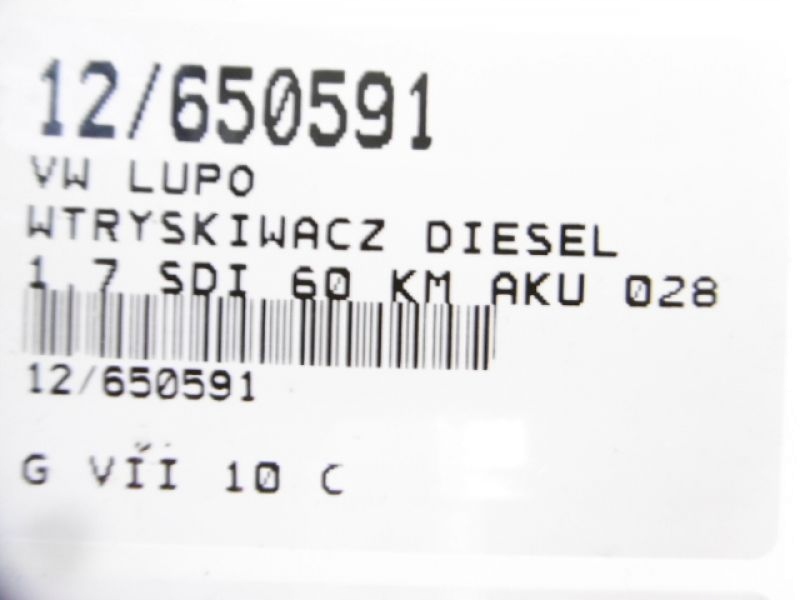 12/650591
VW LUPO
WTRYSKIWACZ DIESEL
1.7 SDI 60 KM AKU 028
12/650591
G VII 10 C